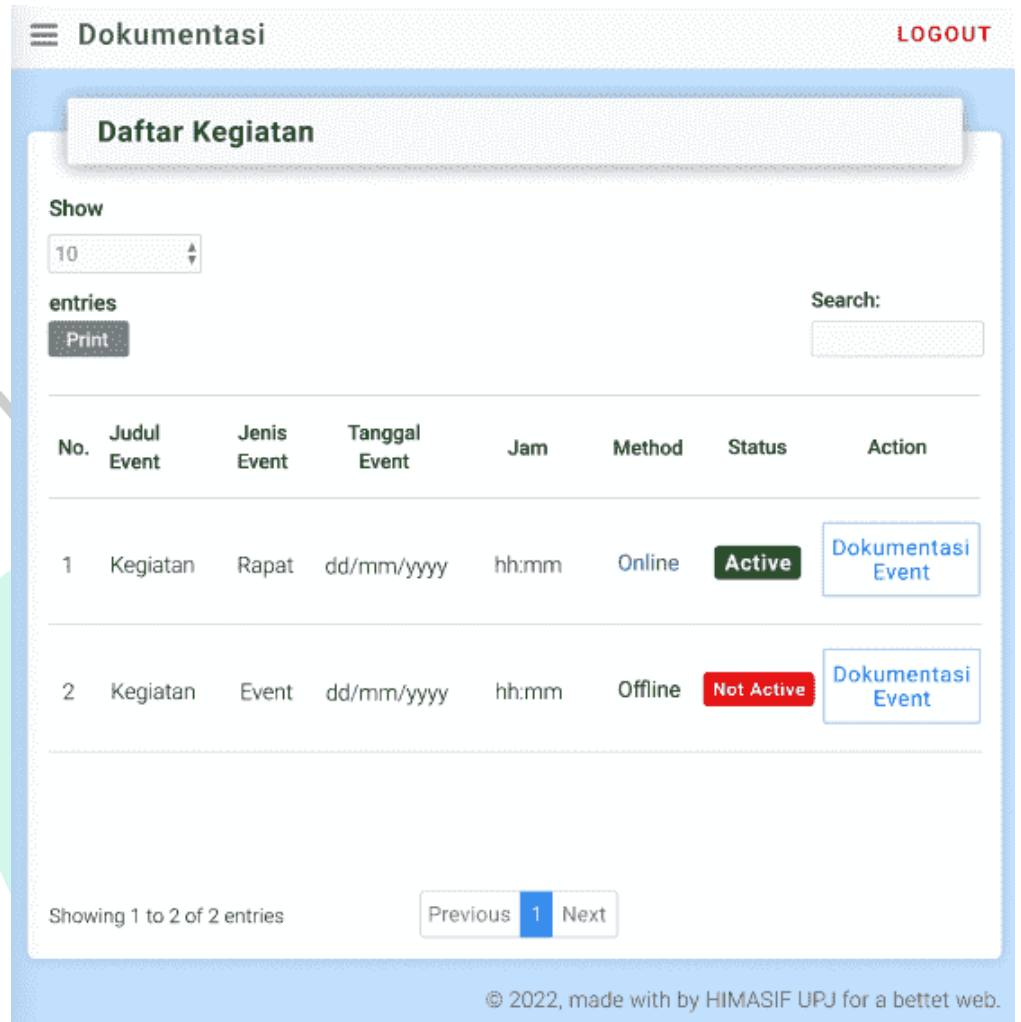 Dokumentasi LOGOUT
Daftar Kegiatan
Show
10
entries
Search:
Print
No. Judul Event Jenis Event Tanggal Event Jam Method Status Action
1 Kegiatan Rapat dd/mm/yyyy hh:mm Online Active Dokumentasi Event
2 Kegiatan Event dd/mm/yyyy hh:mm Offline Not Active Dokumentasi Event
Showing 1 to 2 of 2 entries Previous 1 Next
© 2022, made with by HIMASIF UPJ for a bettet web.